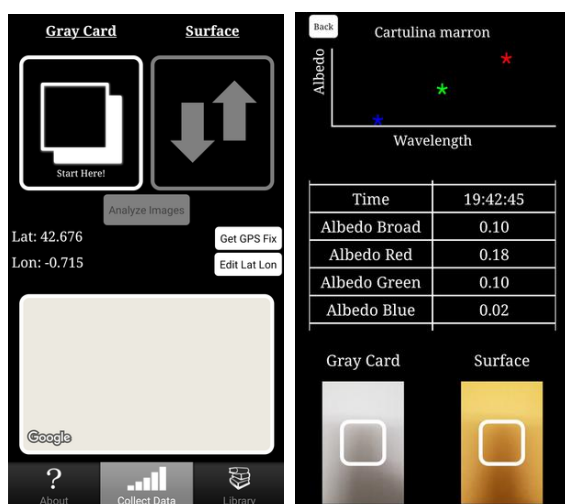 Gray Card Surface
Start Here!
Analyze Images
Lat: 42.676
Get GPS Fix
Lon: -0.715
Edit Lat Lon
Google
?
About Collect Data Library
Back
Cartulina marron
Albedo
Wavelength
Time 19:42:45
Albedo Broad 0.10
Albedo Red 0.18
Albedo Green 0.10
Albedo Blue 0.02
Gray Card Surface